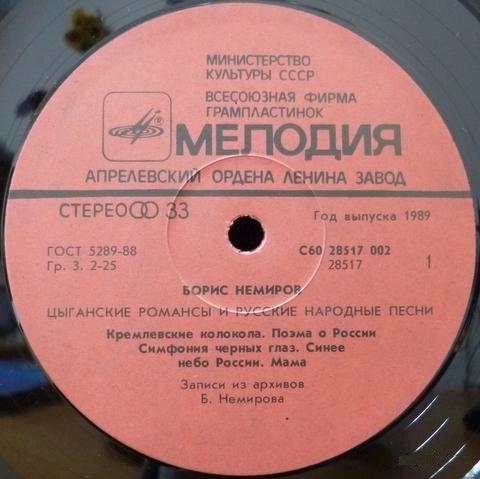 МИНИСТЕРСТВО
КУЛЬТУРЫ СССР
ВСЕСОЮЗНАЯ ФИРМА
ГРАМПЛАСТИНОК
® МЕЛОДИЯ
АПРЕЛЕВСКИЙ ОРДЕНА ЛЕНИНА ЗАВОД
СТЕРЕО 33
Год выпуска 1989
ГОСТ 5289-88
Гр. 3. 2-25
С60 28517 002
28517 1
БОРИС НЕМИРОВ
ЦЫГАНСКИЕ РОМАНСЫ И РУССКИЕ НАРОДНЫЕ ПЕСНИ
Кремлевские колокола. Поэма о России
Симфония черных глаз. Синее
небо России. Мама
Записи из архивов
Б. Немирова